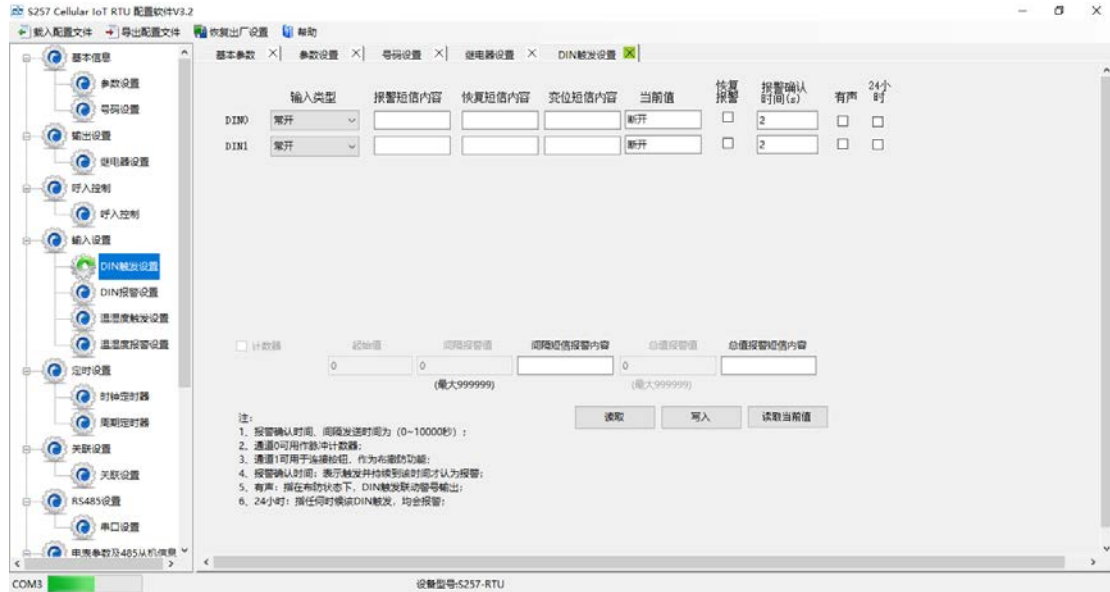 S257 Cellular IoT RTU 配置软件V3.2
载入配置文件 导出配置文件 恢复出厂设置 帮助
基本信息
参数设置
号码设置
输出设置
继电器设置
呼入控制
呼入控制
输入设置
DIN触发设置
DIN报警设置
温湿度触发设置
温湿度报警设置
定时设置
时钟定时器
周期定时器
关联设置
关联设置
RS485设置
串口设置
电表参数及485从机信息
基本参数 参数设置 号码设置 继电器设置 DIN触发设置
输入类型 报警短信内容 恢复短信内容 变位短信内容 当前值 恢复报警 报警确认时间(s) 有声 24小时
DIN0 常开 断开 2
DIN1 常开 断开 2
计数器 起始值 间隔报警值 间隔短信报警内容 总值报警值 总值报警短信内容
0 0 0
(最大999999) (最大999999)
读取 写入 读取当前值
注:
1、报警确认时间、间隔发送时间为(0~10000秒);
2、通道0可用作脉冲计数器;
3、通道1可用于连接按钮,作为布撤防功能;
4、报警确认时间:表示触发并持续到该时间才认为报警;
5、有声:指在布防状态下,DIN触发联动警号输出;
6、24小时:指任何时候该DIN触发,均会报警;
COM3 设备型号:S257-RTU